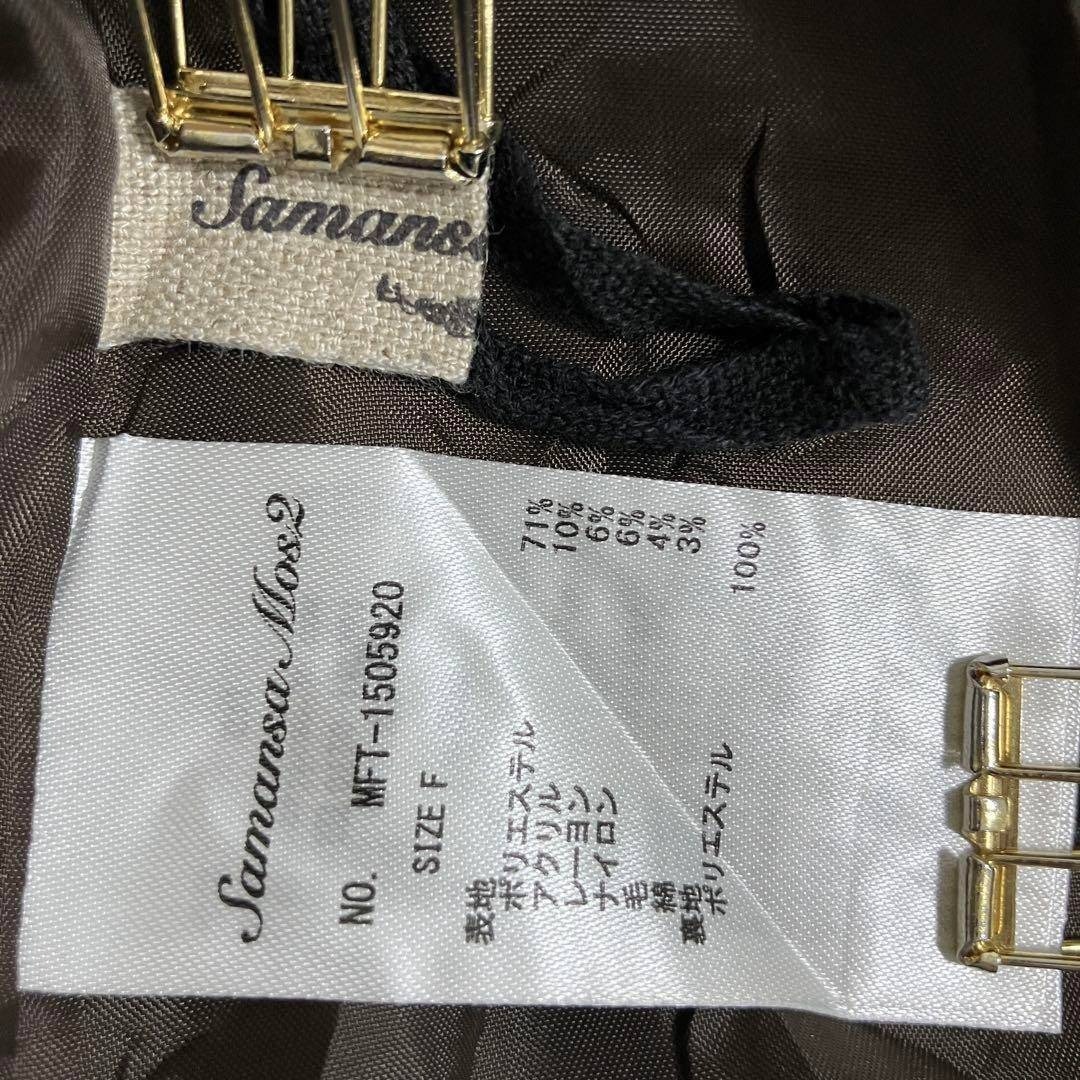 Samans
Samansa Mos2
NO. MFT-1505920
SIZE F
表地
ポリエステル 71%
アクリル 10%
レーヨン 6%
ナイロン 6%
毛 4%
綿 3%
裏地
ポリエステル 100%